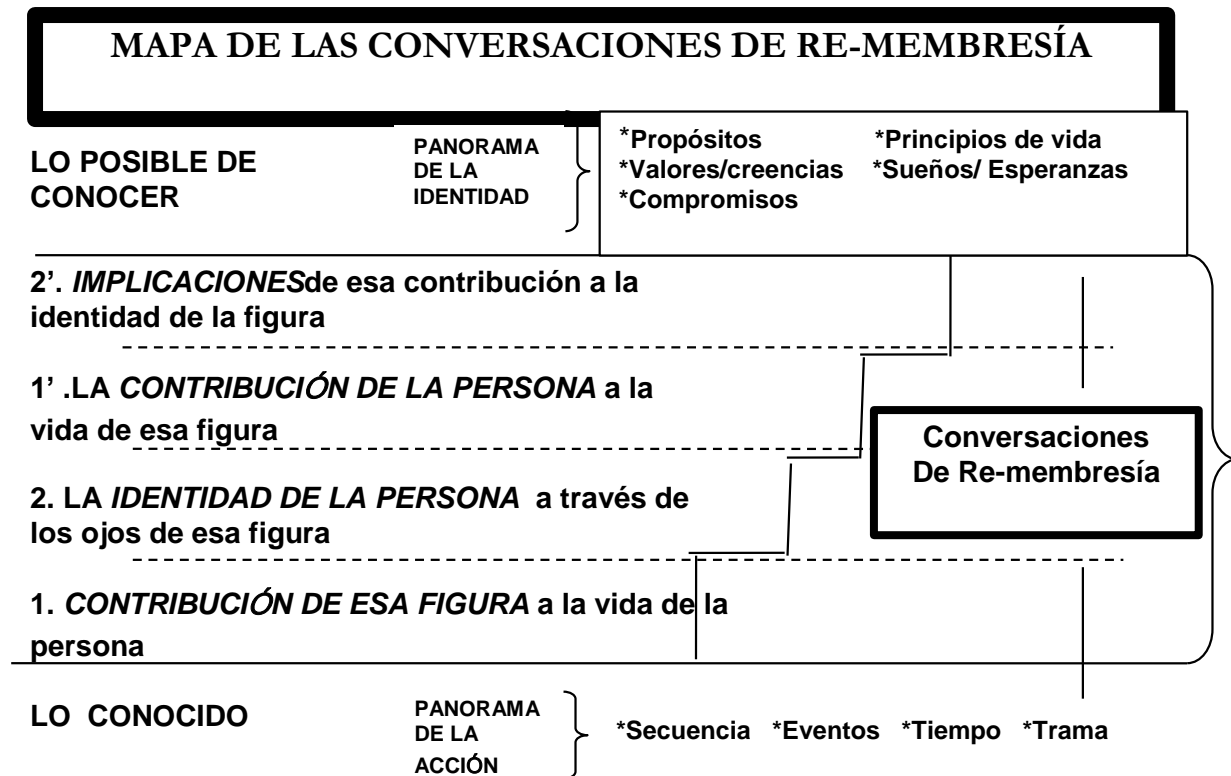 MAPA DE LAS CONVERSACIONES DE RE-MEMBRESÍA
LO POSIBLE DE
CONOCER
PANORAMA
DE LA
IDENTIDAD
*Propósitos *Principios de vida
*Valores/creencias *Sueños/ Esperanzas
*Compromisos
2’. IMPLICACIONESde esa contribución a la
identidad de la figura
1’ .LA CONTRIBUCIÓN DE LA PERSONA a la
vida de esa figura
Conversaciones
De Re-membresía
2. LA IDENTIDAD DE LA PERSONA a través de
los ojos de esa figura
1. CONTRIBUCIÓN DE ESA FIGURA a la vida de la
persona
LO CONOCIDO
PANORAMA
DE LA
ACCIÓN
*Secuencia *Eventos *Tiempo *Trama